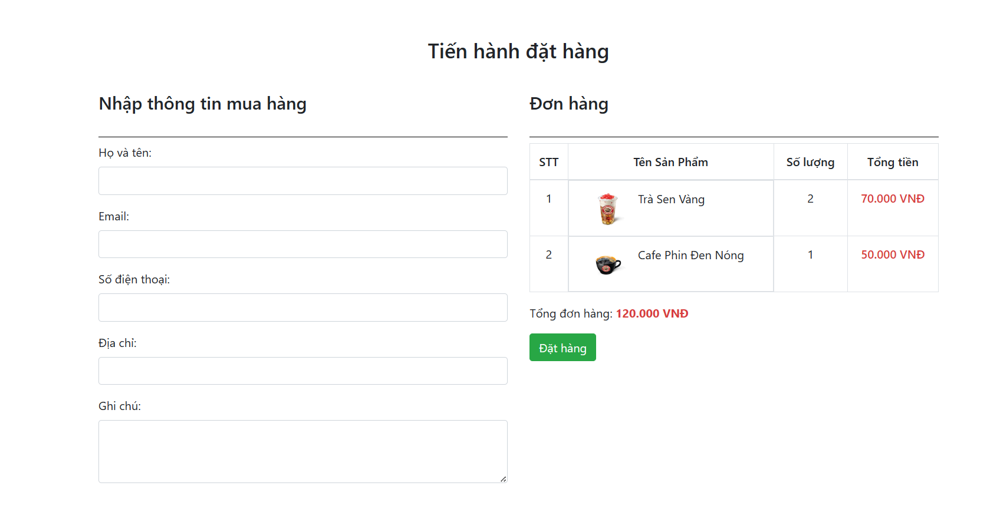 Tiến hành đặt hàng
Nhập thông tin mua hàng
Họ và tên:
Email:
Số điện thoại:
Địa chỉ:
Ghi chú:
Đơn hàng
STT Tên Sản Phẩm Số lượng Tổng tiền
1 Trà Sen Vàng 2 70.000 VNĐ
2 Cafe Phin Đen Nóng 1 50.000 VNĐ
Tổng đơn hàng: 120.000 VNĐ
Đặt hàng